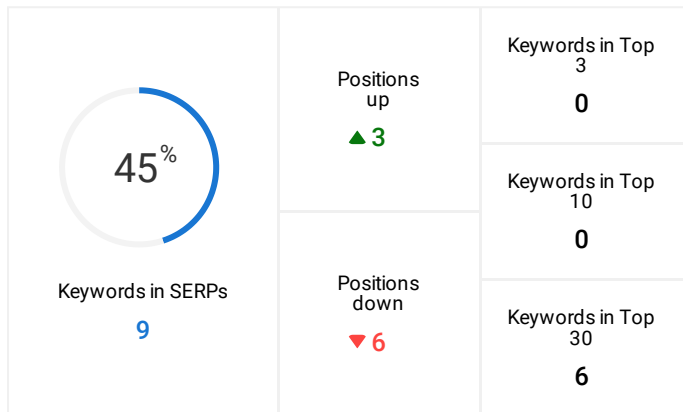 45%
Keywords in SERPs
9
Positions
up
3
Positions
down
6
Keywords in Top
3
0
Keywords in Top
10
0
Keywords in Top
30
6